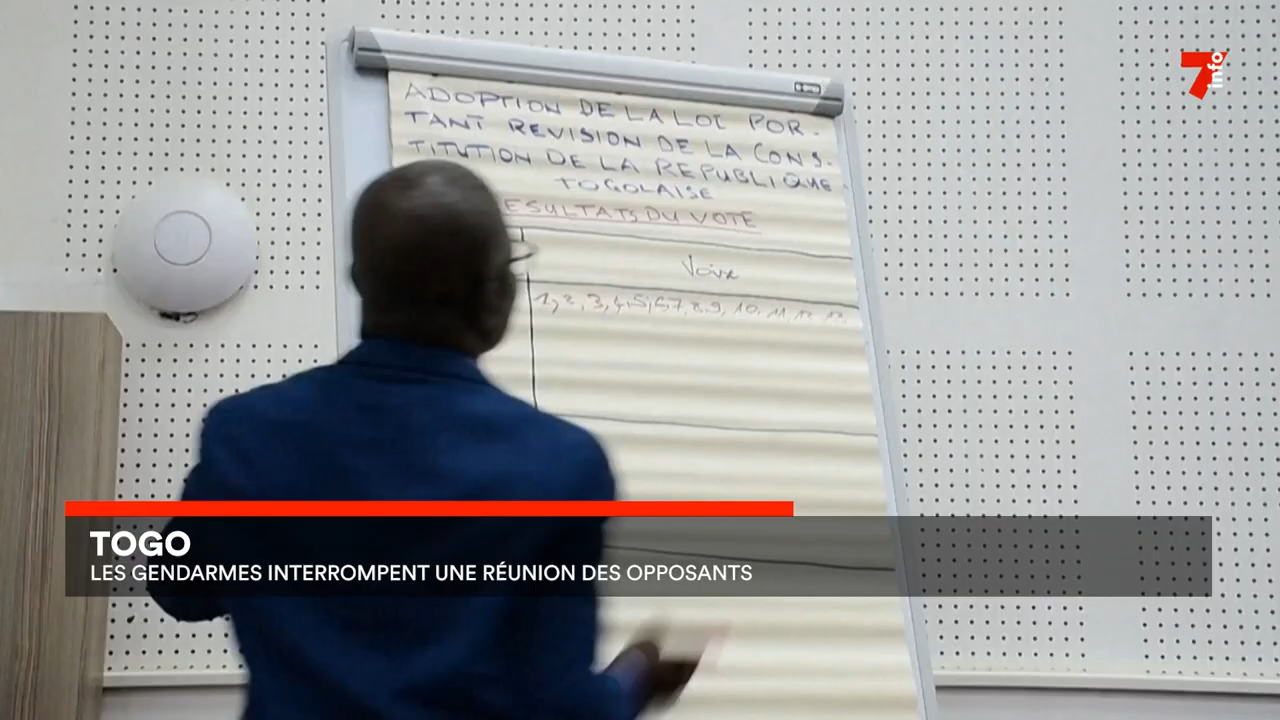 7info
ADOPTION DE LA LOI POR-
TANT REVISION DE LA CONS-
TITUTION DE LA REPUBLIQUE
TOGOLAISE
ESULTATS DU VOTE
1, 2, 3, 4, 5, 6, 7, 8, 9, 10, 11, 12, 13,
TOGO
LES GENDARMES INTERROMPENT UNE RÉUNION DES OPPOSANTS